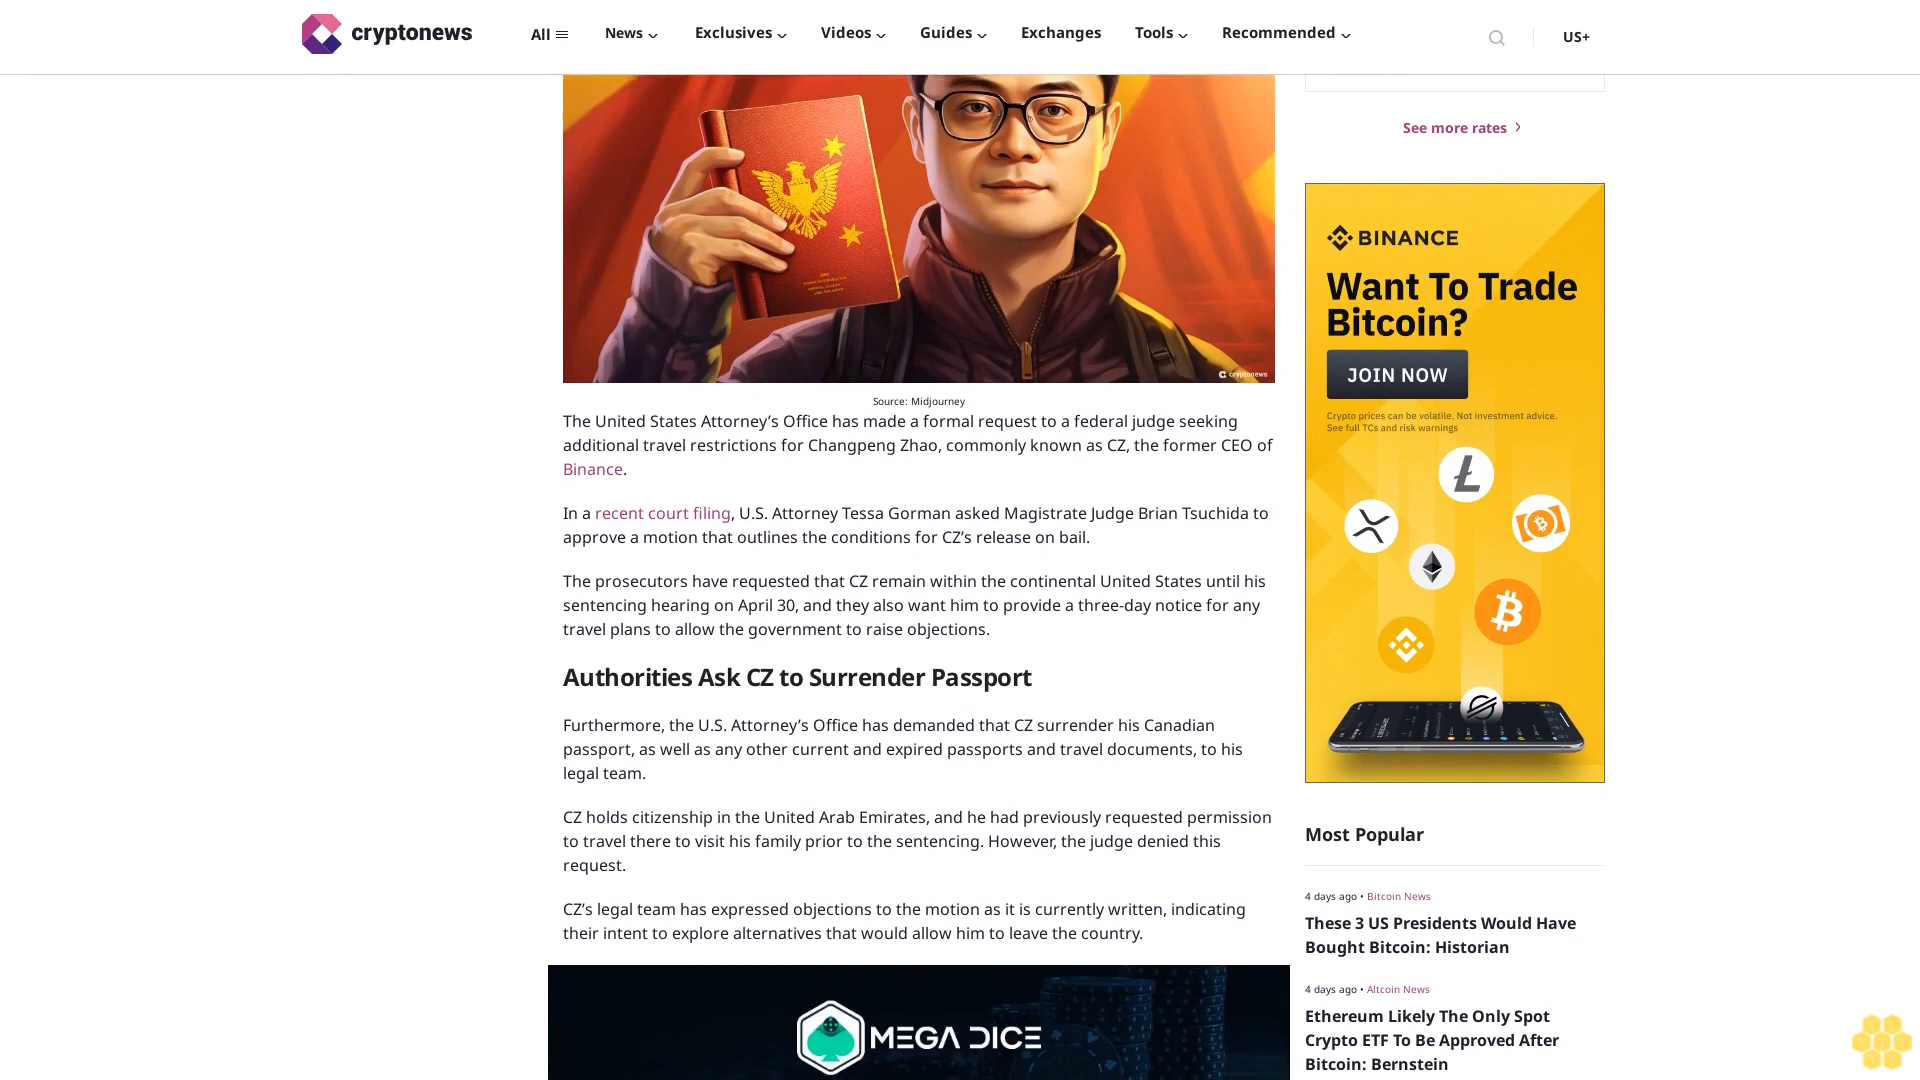 cryptonews
All
News
Exclusives
Videos
Guides
Exchanges
Tools
Recommended
US+
cryptonews
Source: Midjourney
The United States Attorney’s Office has made a formal request to a federal judge seeking
additional travel restrictions for Changpeng Zhao, commonly known as CZ, the former CEO of
Binance.
In a recent court filing, U.S. Attorney Tessa Gorman asked Magistrate Judge Brian Tsuchida to
approve a motion that outlines the conditions for CZ’s release on bail.
The prosecutors have requested that CZ remain within the continental United States until his
sentencing hearing on April 30, and they also want him to provide a three-day notice for any
travel plans to allow the government to raise objections.
Authorities Ask CZ to Surrender Passport
Furthermore, the U.S. Attorney’s Office has demanded that CZ surrender his Canadian
passport, as well as any other current and expired passports and travel documents, to his
legal team.
CZ holds citizenship in the United Arab Emirates, and he had previously requested permission
to travel there to visit his family prior to the sentencing. However, the judge denied this
request.
CZ’s legal team has expressed objections to the motion as it is currently written, indicating
their intent to explore alternatives that would allow him to leave the country.
MEGA DICE
See more rates
BINANCE
Want To Trade
Bitcoin?
JOIN NOW
Crypto prices can be volatile. Not investment advice.
See full TCs and risk warnings
Most Popular
4 days ago • Bitcoin News
These 3 US Presidents Would Have
Bought Bitcoin: Historian
4 days ago • Altcoin News
Ethereum Likely The Only Spot
Crypto ETF To Be Approved After
Bitcoin: Bernstein